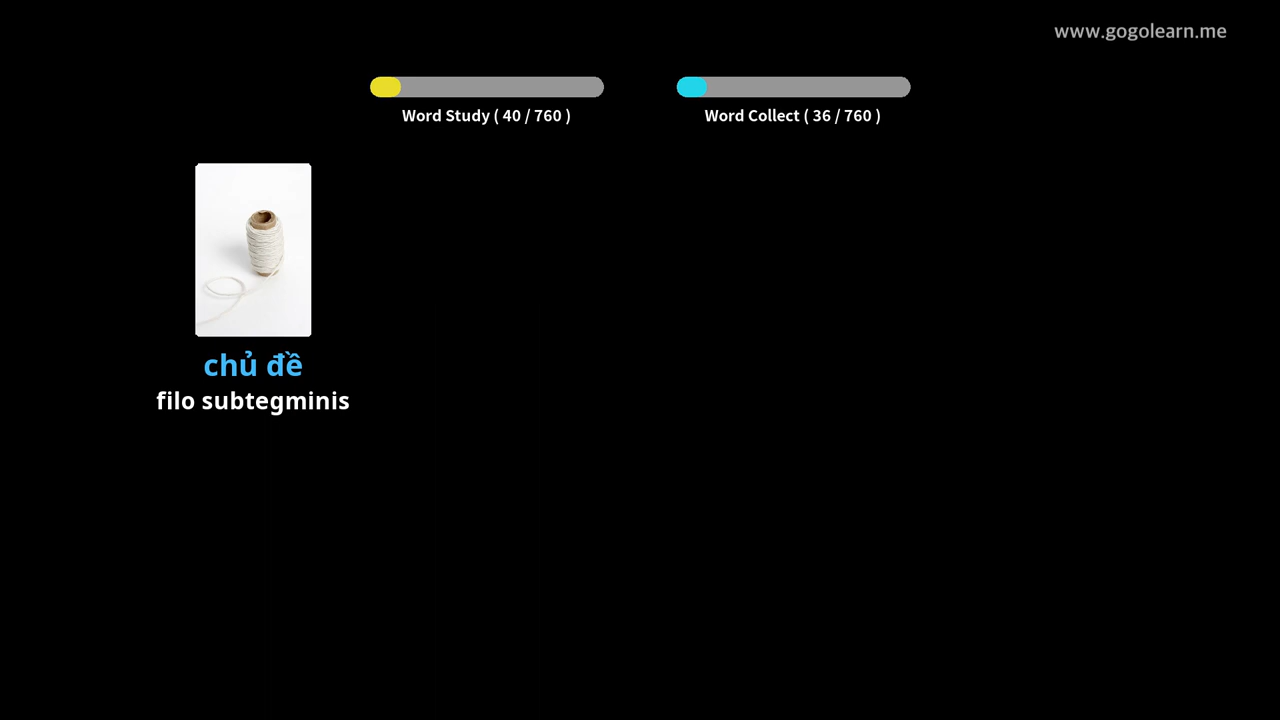 www.gogolearn.me
Word Study ( 40 / 760 )
Word Collect ( 36 / 760 )
chủ đề
filo subtegminis